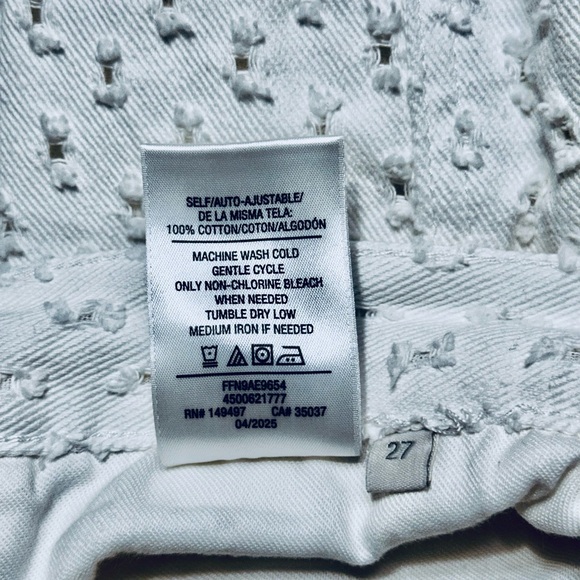 SELF/AUTO-AJUSTABLE/
DE LA MISMA TELA:
100% COTTON/COTON/ALGODÓN
MACHINE WASH COLD
GENTLE CYCLE
ONLY NON-CHLORINE BLEACH
WHEN NEEDED
TUMBLE DRY LOW
MEDIUM IRON IF NEEDED
FFN9AE9654
4500621777
RN# 149497 CA# 35037
04/2025
27